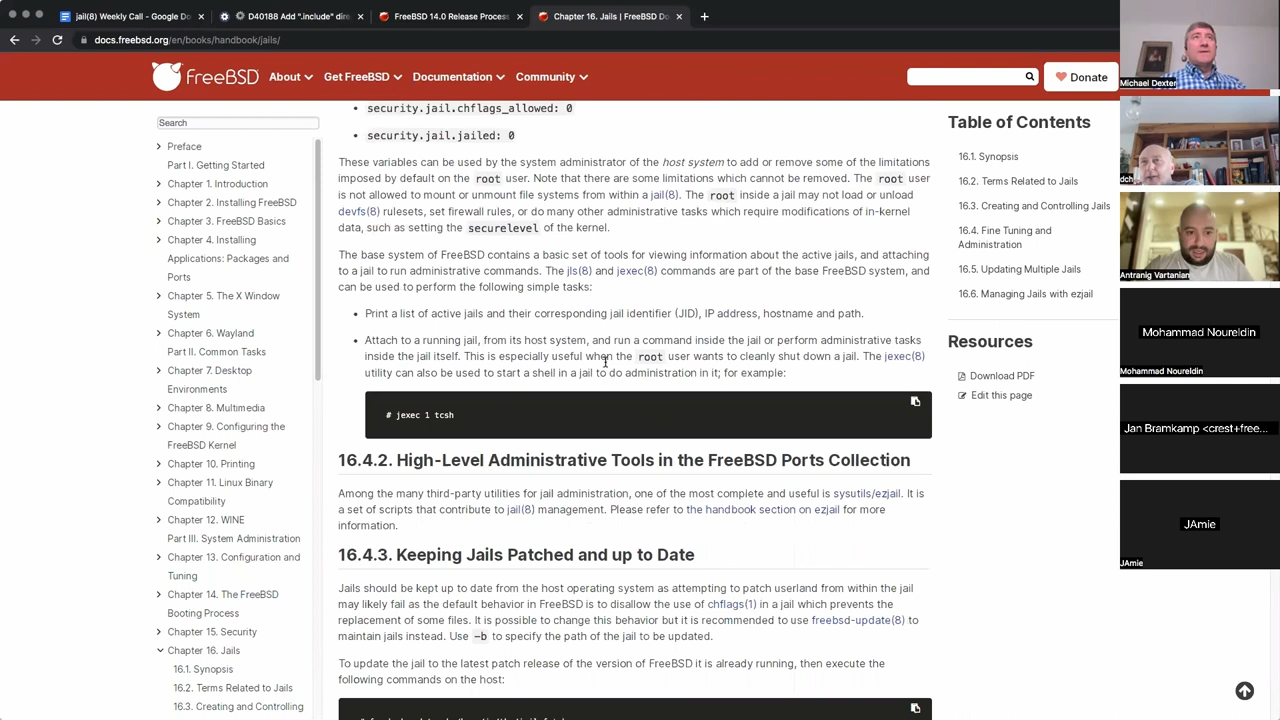 jail(8) Weekly Call - Google Do
D40188 Add ".include" dire
FreeBSD 14.0 Release Process
Chapter 16. Jails | FreeBSD Do
docs.freebsd.org/en/books/handbook/jails/
FreeBSD
About
Get FreeBSD
Documentation
Community
Donate
Search
Preface
Part I. Getting Started
Chapter 1. Introduction
Chapter 2. Installing FreeBSD
Chapter 3. FreeBSD Basics
Chapter 4. Installing
Applications: Packages and
Ports
Chapter 5. The X Window
System
Chapter 6. Wayland
Part II. Common Tasks
Chapter 7. Desktop
Environments
Chapter 8. Multimedia
Chapter 9. Configuring the
FreeBSD Kernel
Chapter 10. Printing
Chapter 11. Linux Binary
Compatibility
Chapter 12. WINE
Part III. System Administration
Chapter 13. Configuration and
Tuning
Chapter 14. The FreeBSD
Booting Process
Chapter 15. Security
Chapter 16. Jails
16.1. Synopsis
16.2. Terms Related to Jails
16.3. Creating and Controlling
security.jail.chflags_allowed: 0
security.jail.jailed: 0
These variables can be used by the system administrator of the host system to add or remove some of the limitations
imposed by default on the root user. Note that there are some limitations which cannot be removed. The root user
is not allowed to mount or unmount file systems from within a jail(8). The root inside a jail may not load or unload
devfs(8) rulesets, set firewall rules, or do many other administrative tasks which require modifications of in-kernel
data, such as setting the securelevel of the kernel.
The base system of FreeBSD contains a basic set of tools for viewing information about the active jails, and attaching
to a jail to run administrative commands. The jls(8) and jexec(8) commands are part of the base FreeBSD system, and
can be used to perform the following simple tasks:
Print a list of active jails and their corresponding jail identifier (JID), IP address, hostname and path.
Attach to a running jail, from its host system, and run a command inside the jail or perform administrative tasks
inside the jail itself. This is especially useful when the root user wants to cleanly shut down a jail. The jexec(8)
utility can also be used to start a shell in a jail to do administration in it; for example:
# jexec 1 tcsh
16.4.2. High-Level Administrative Tools in the FreeBSD Ports Collection
Among the many third-party utilities for jail administration, one of the most complete and useful is sysutils/ezjail. It is
a set of scripts that contribute to jail(8) management. Please refer to the handbook section on ezjail for more
information.
16.4.3. Keeping Jails Patched and up to Date
Jails should be kept up to date from the host operating system as attempting to patch userland from within the jail
may likely fail as the default behavior in FreeBSD is to disallow the use of chflags(1) in a jail which prevents the
replacement of some files. It is possible to change this behavior but it is recommended to use freebsd-update(8) to
maintain jails instead. Use -b to specify the path of the jail to be updated.
To update the jail to the latest patch release of the version of FreeBSD it is already running, then execute the
following commands on the host:
Table of Contents
16.1. Synopsis
16.2. Terms Related to Jails
16.3. Creating and Controlling Jails
16.4. Fine Tuning and
Administration
16.5. Updating Multiple Jails
16.6. Managing Jails with ezjail
Resources
Download PDF
Edit this page
Michael Dexter
dch
Antranig Vartanian
Mohammad Noureldin
Mohammad Noureldin
Jan Bramkamp <crest+free...
JAmie
JAmie